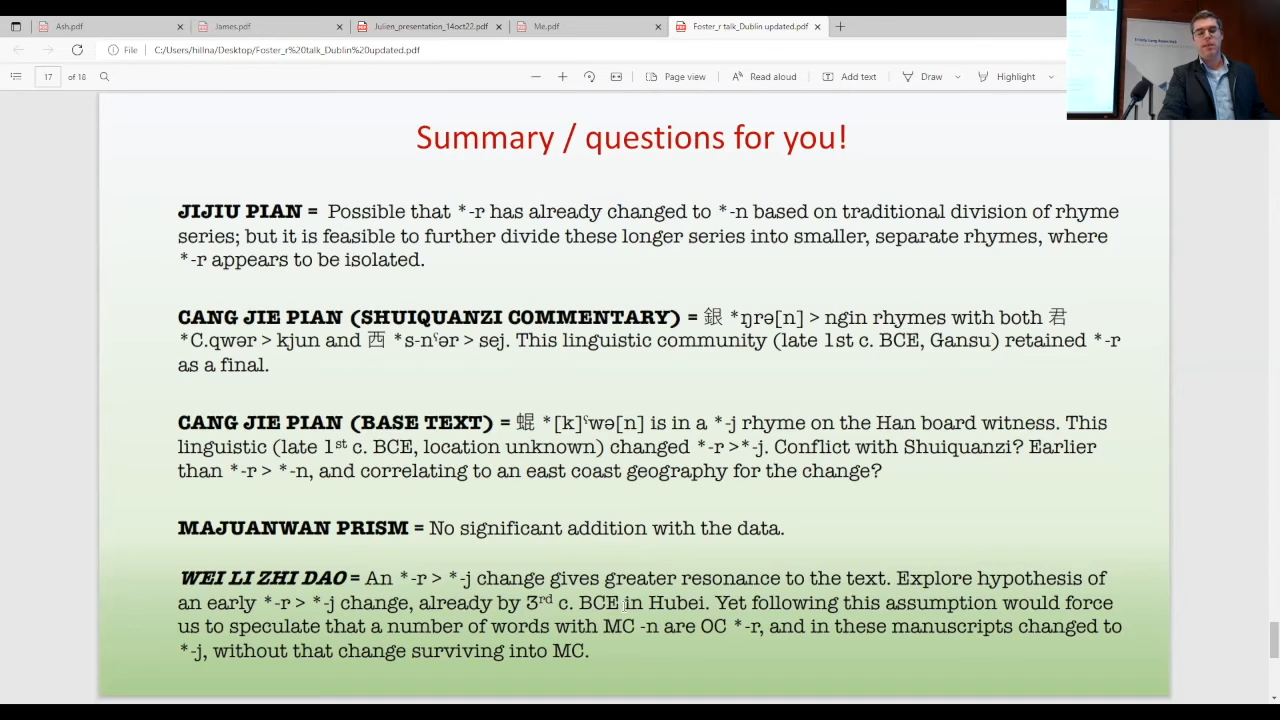 Ash.pdf
James.pdf
Julien_presentation_14oct22.pdf
Me.pdf
Foster_r talk_Dublin updated.pdf
File C:/Users/hillna/Desktop/Foster_r%20talk_Dublin%20updated.pdf
17 of 18
Page view
Read aloud
Add text
Draw
Highlight
Summary / questions for you!
JIJIU PIAN = Possible that *-r has already changed to *-n based on traditional division of rhyme
series; but it is feasible to further divide these longer series into smaller, separate rhymes, where
*-r appears to be isolated.
CANG JIE PIAN (SHUIQUANZI COMMENTARY) = 銀 *ŋrə[n] > ngin rhymes with both 君
*C.qwər > kjun and 西 *s-nˤər > sej. This linguistic community (late 1st c. BCE, Gansu) retained *-r
as a final.
CANG JIE PIAN (BASE TEXT) = 蜫 *[k]ˤwə[n] is in a *-j rhyme on the Han board witness. This
linguistic (late 1st c. BCE, location unknown) changed *-r >*-j. Conflict with Shuiquanzi? Earlier
than *-r > *-n, and correlating to an east coast geography for the change?
MAJUANWAN PRISM = No significant addition with the data.
WEI LI ZHI DAO = An *-r > *-j change gives greater resonance to the text. Explore hypothesis of
an early *-r > *-j change, already by 3rd c. BCE in Hubei. Yet following this assumption would force
us to speculate that a number of words with MC -n are OC *-r, and in these manuscripts changed to
*-j, without that change surviving into MC.